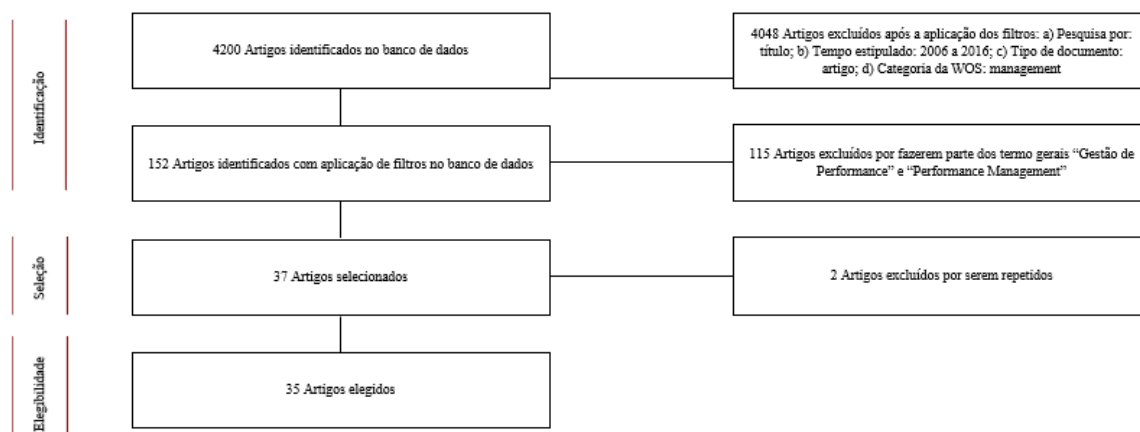 Identificação
4200 Artigos identificados no banco de dados
4048 Artigos excluídos após a aplicação dos filtros: a) Pesquisa por:
título; b) Tempo estipulado: 2006 a 2016; c) Tipo de documento:
artigo; d) Categoria da WOS: management
152 Artigos identificados com aplicação de filtros no banco de dados
115 Artigos excluídos por fazerem parte dos termo gerais “Gestão de
Performance” e “Performance Management”
Seleção
37 Artigos selecionados
2 Artigos excluídos por serem repetidos
Elegibilidade
35 Artigos elegidos